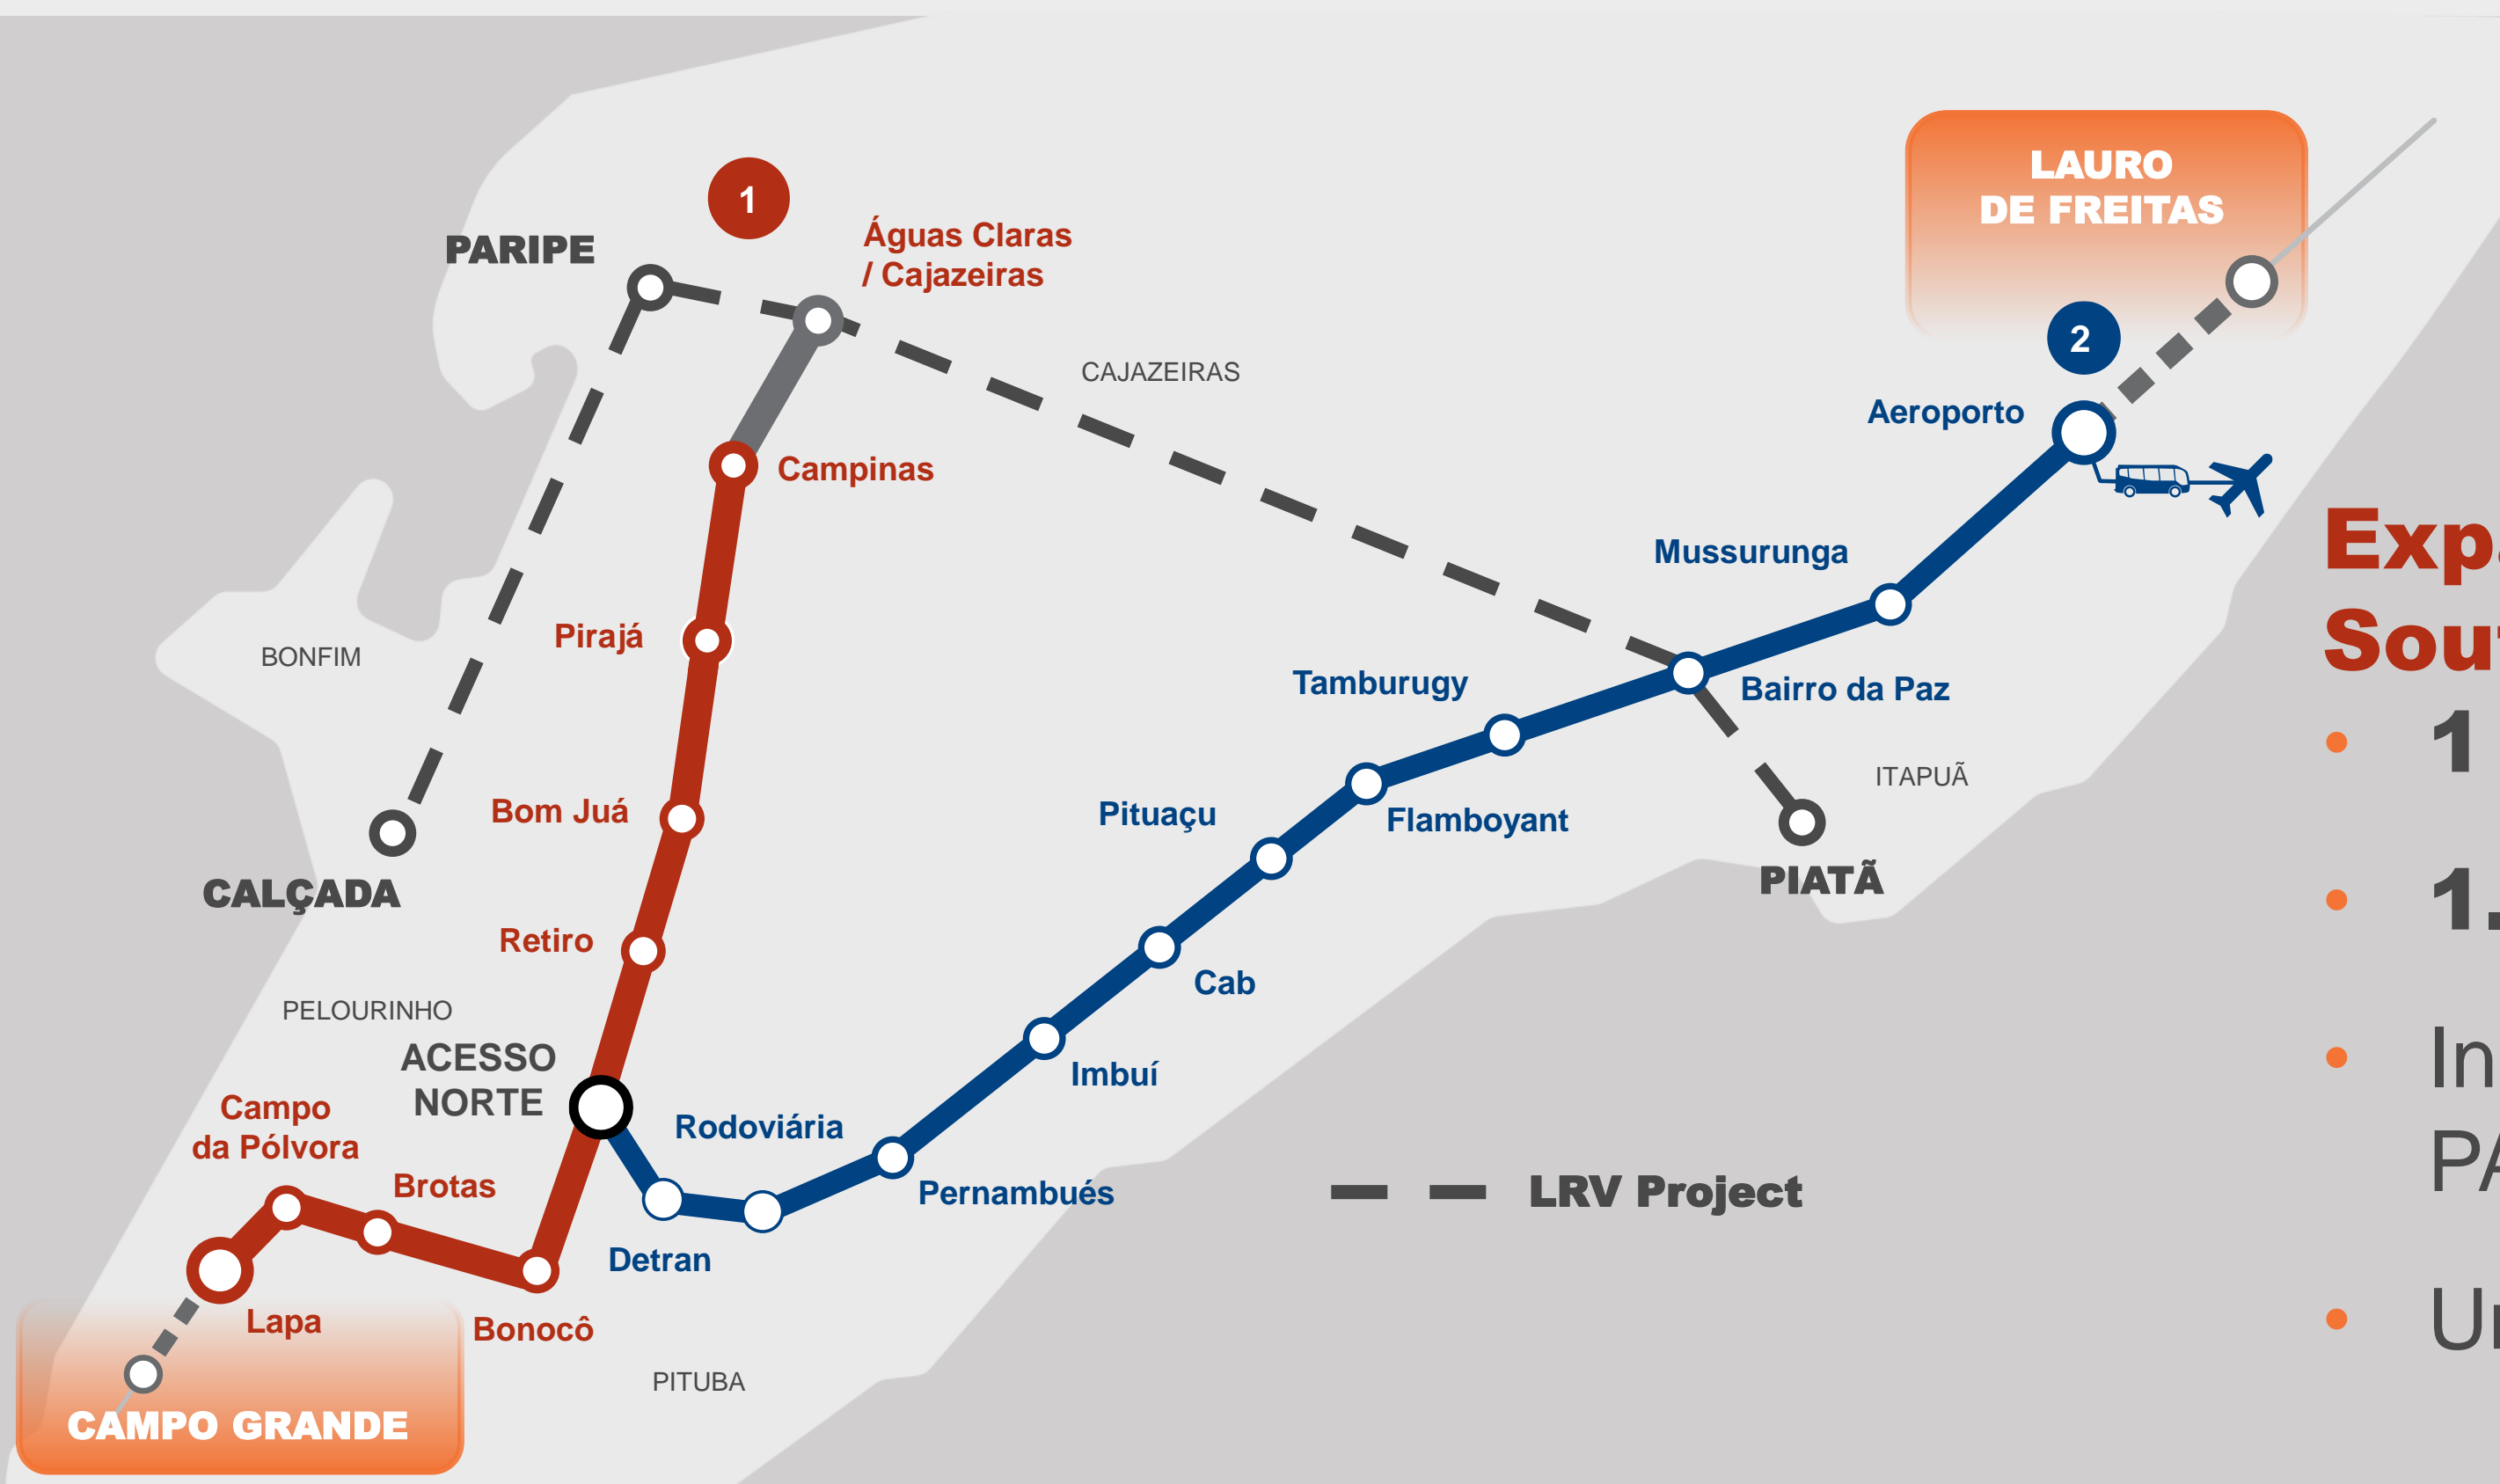 LAURO
DE FREITAS
1
Águas Claras
/ Cajazeiras
PARIPE
2
CAJAZEIRAS
Aeroporto
Campinas
Mussurunga
Pirajá
BONFIM
Tamburugy
Bairro da Paz
ITAPUÃ
Bom Juá
Pituaçu
Flamboyant
PIATÃ
CALÇADA
Retiro
Cab
PELOURINHO
ACESSO
NORTE
Imbuí
Campo
da Pólvora
Rodoviária
Brotas
Pernambués
LRV Project
Detran
Lapa
Bonocô
PITUBA
CAMPO GRANDE
• 1
• 1.